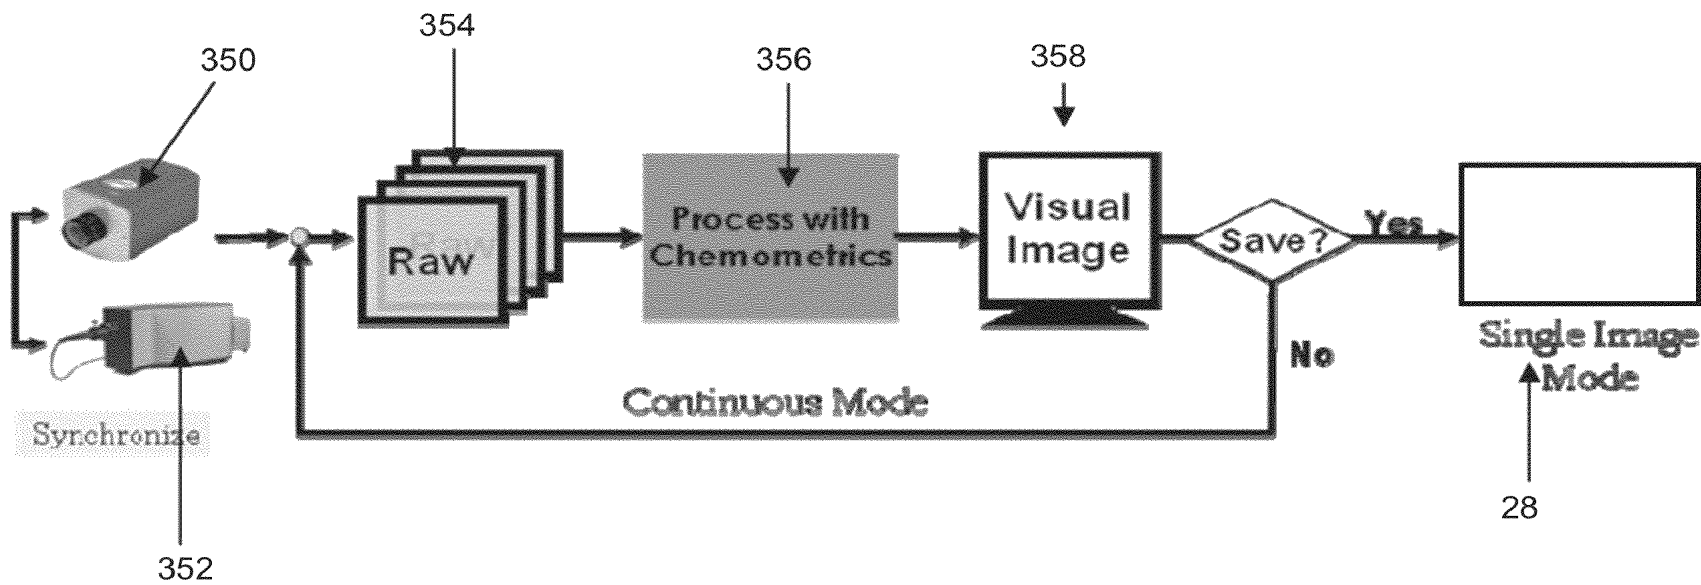 354
350
356
358
Raw
Raw
Process with
Chemometrics
Visual
Image
Save?
Yes
No
Single Image
Mode
Continuous Mode
Synchronize
28
352